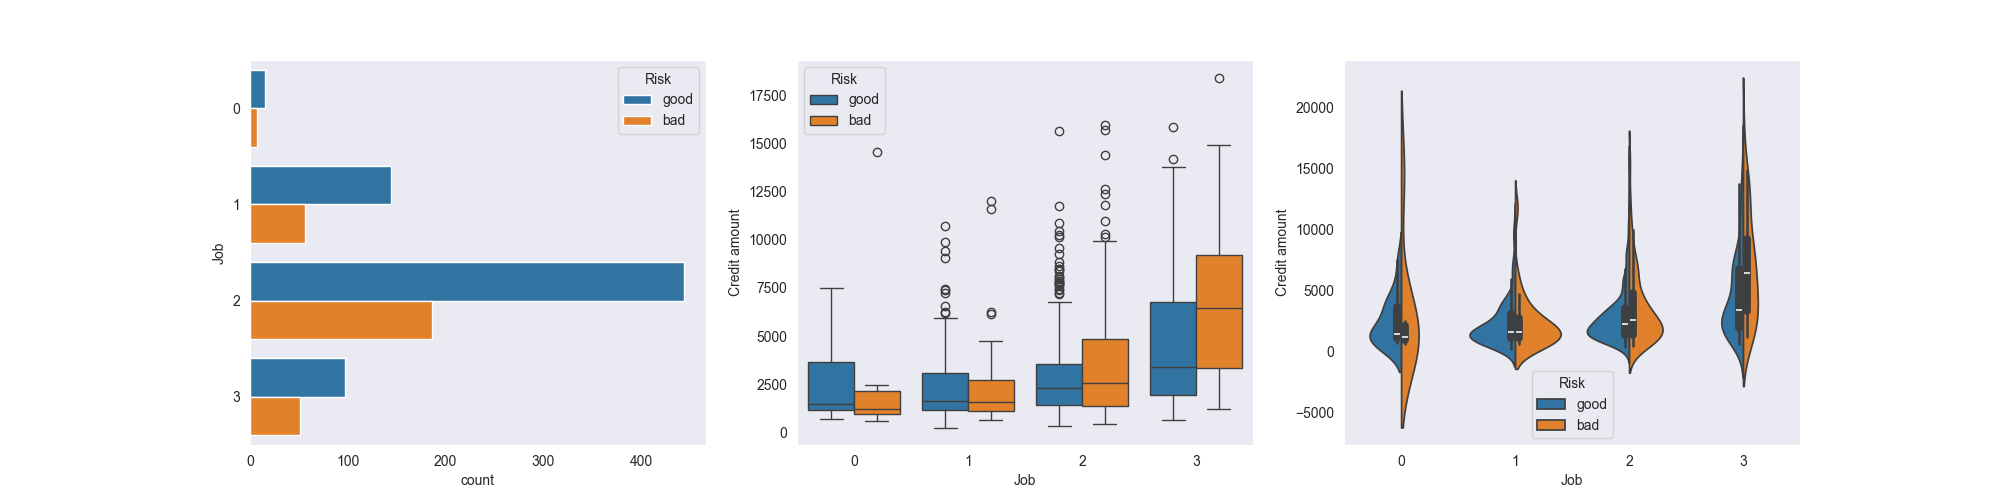 Risk
good
bad
0
1
2
3
Job
0 100 200 300 400
count
Risk
good
bad
17500
15000
12500
10000
7500
5000
2500
0
Credit amount
0 1 2 3
Job
20000
15000
10000
5000
0
−5000
Credit amount
Risk
good
bad
0 1 2 3
Job